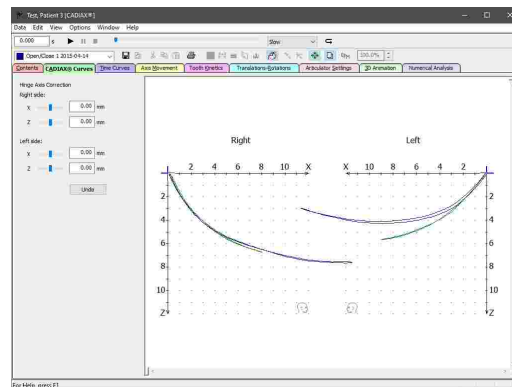 Test, Patient 3 [CADIAX®]
Data Edit View Options Window Help
0.000 s Slow
Open/Close 1 2015-04-14 100.0%
Contents CADIAX® Curves Time Curves Axis Movement Tooth Kinetics Translations-Rotations Articulator Settings 3D Animation Numerical Analysis
Hinge Axis Correction
Right side:
X 0.00 mm
Z 0.00 mm
Left side:
X 0.00 mm
Z 0.00 mm
Undo
Right Left
2 4 6 8 10 X X 10 8 6 4 2
2 2
4 4
6 6
8 8
10 10
Z Z
For Help, press F1